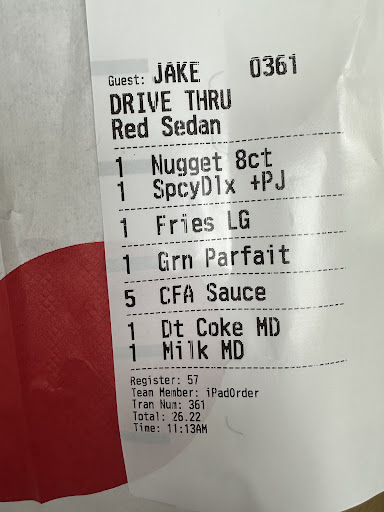 Guest: JAKE 0361
DRIVE THRU
Red Sedan
1 Nugget 8ct
1 SpcyDlx +PJ
1 Fries LG
1 Grn Parfait
5 CFA Sauce
1 Dt Coke MD
1 Milk MD
Register: 57
Team Member: iPadOrder
Tran Num: 361
Total: 26.22
Time: 11:13AM